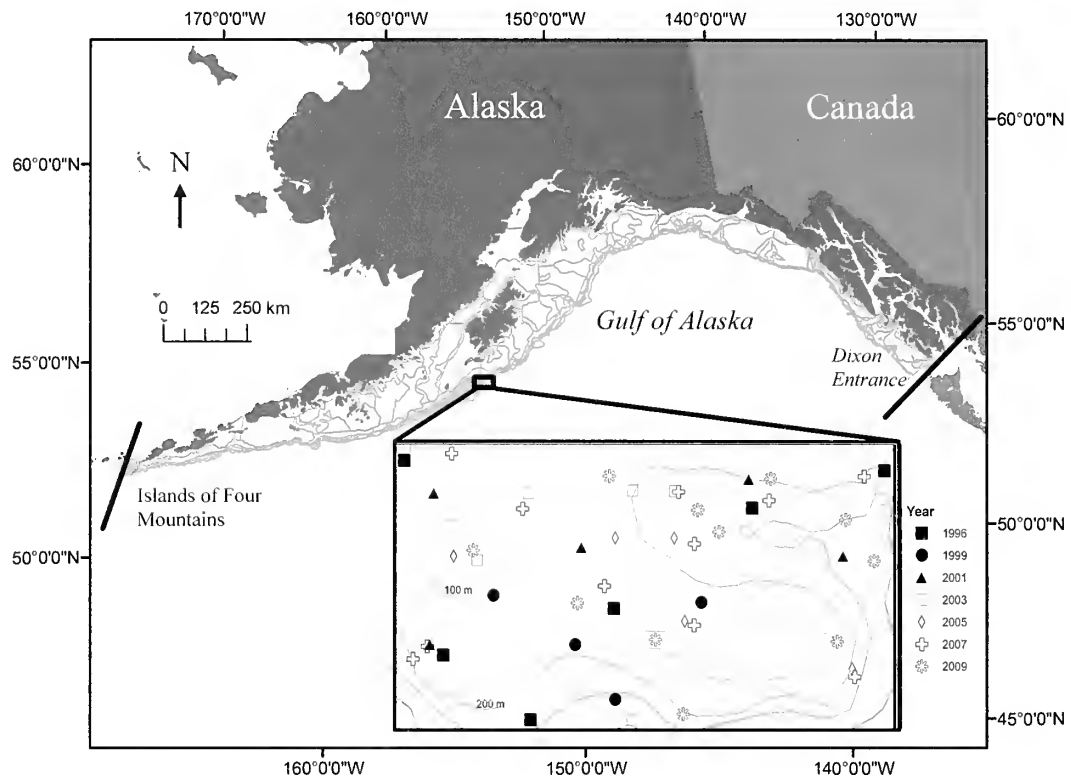 170°0'0"W 160°0'0"W 150°0'0"W 140°0'0"W 130°0'0"W
Alaska
Canada
60°0'0"N
60°0'0"N
N
0 125 250 km
Gulf of Alaska
55°0'0"N
55°0'0"N
Dixon
Entrance
Islands of Four
Mountains
Year
1996
1999
2001
2003
2005
2007
2009
50°0'0"N
50°0'0"N
100 m
200 m
45°0'0"N
160°0'0"W 150°0'0"W 140°0'0"W